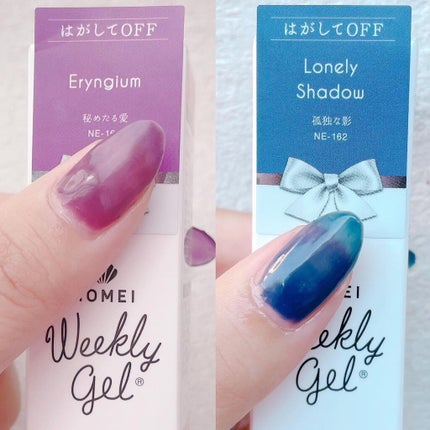 はがしてOFF
Eryngium
秘めたる愛
OMEI
Weekly
Gel®
はがしてOFF
Lonely
Shadow
孤独な影
NE-162
MEI
ekly
Gel®